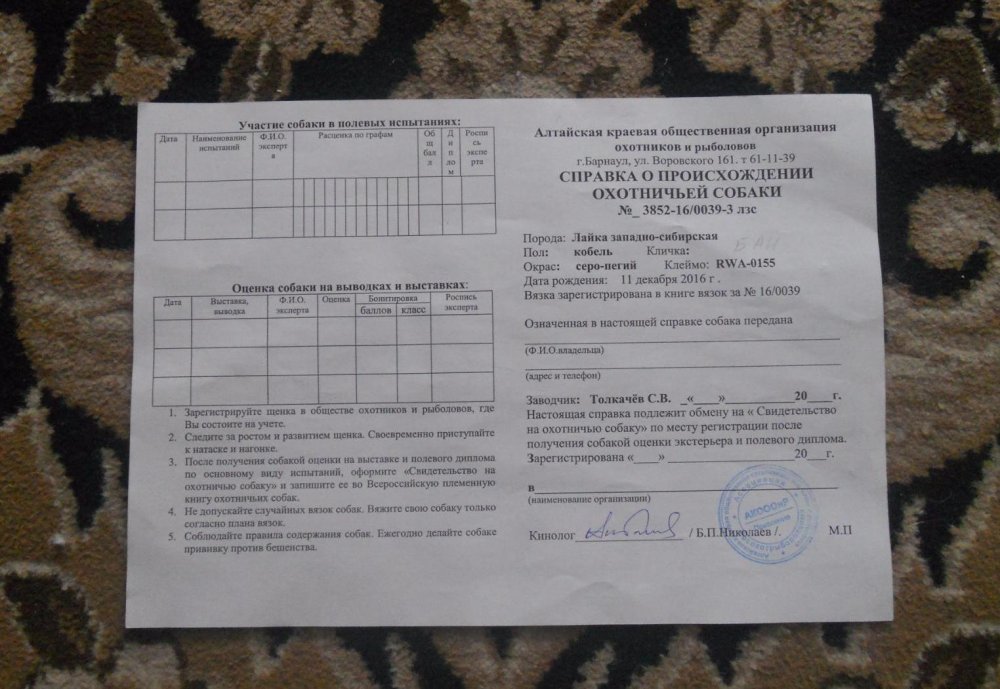 Участие собаки в полевых испытаниях:
Дата
Наименование испытаний
Ф.И.О. эксперта
Расценка по графам
Общ балл
Диплом
Роспись эксперта
Оценка собаки на выводках и выставках:
Дата
Выставка, выводка
Ф.И.О. эксперта
Оценка
Бонитировка
баллов
класс
Роспись эксперта
1. Зарегистрируйте щенка в обществе охотников и рыболовов, где
Вы состоите на учете.
2. Следите за ростом и развитием щенка. Своевременно приступайте
к натаске и нагонке.
3. После получения собакой оценки на выставке и полевого диплома
по основному виду испытаний, оформите «Свидетельство на
охотничью собаку» и запишите ее во Всероссийскую племенную
книгу охотничьих собак.
4. Не допускайте случайных вязок собак. Вяжите свою собаку только
согласно плана вязок.
5. Соблюдайте правила содержания собак. Ежегодно делайте собаке
прививку против бешенства.
Алтайская краевая общественная организация
охотников и рыболовов
г.Барнаул, ул. Воровского 161. т 61-11-39
СПРАВКА О ПРОИСХОЖДЕНИИ
ОХОТНИЧЬЕЙ СОБАКИ
№_ 3852-16/0039-3 лзс
Порода: Лайка западно-сибирская
Пол: кобель Кличка:
Окрас: серо-пегий Клеймо: RWA-0155
Дата рождения: 11 декабря 2016 г .
Вязка зарегистрирована в книге вязок за № 16/0039
Означенная в настоящей справке собака передана
(Ф.И.О.владельца)
(адрес и телефон)
Заводчик: Толкачёв С.В. _«____»___________20____г.
Настоящая справка подлежит обмену на « Свидетельство
на охотничью собаку» по месту регистрации после
получения собакой оценки экстерьера и полевого диплома.
Зарегистрирована «____» ____________________20___г.
в
(наименование организации)
Кинолог / Б.П.Николаев /. М.П
АКОООиР